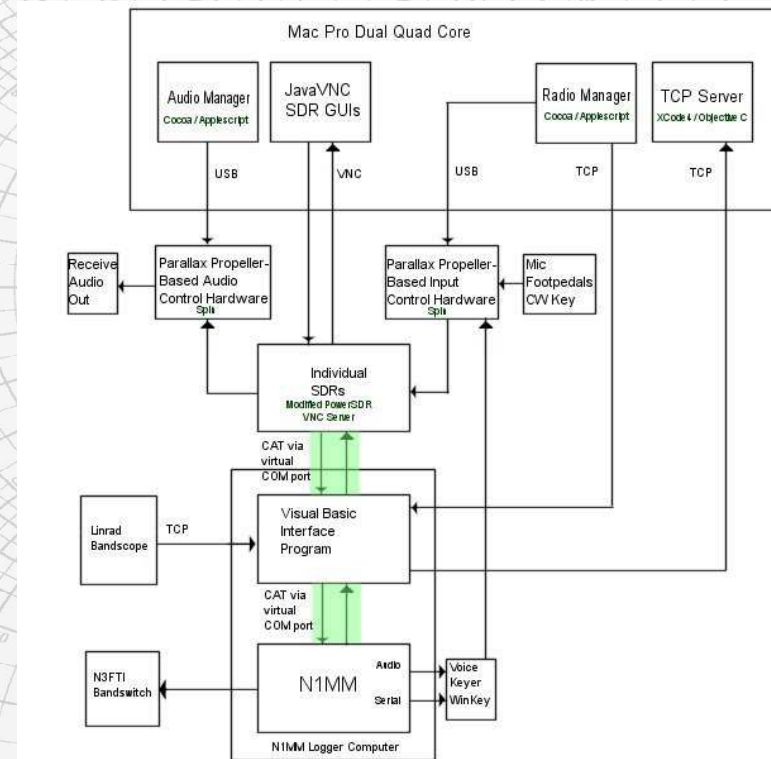 Mac Pro Dual Quad Core
Audio Manager
Cocoa / Applescript
JavaVNC
SDR GUIs
Radio Manager
Cocoa / Applescript
TCP Server
XCode 4 / Objective C
USB
VNC
USB
TCP
TCP
Receive
Audio
Out
Parallax Propeller-
Based Audio
Control Hardware
Spin
Parallax Propeller-
Based Input
Control Hardware
Spin
Mic
Footpedals
CW Key
Individual
SDRs
Modified PowerSDR
VNC Server
CAT via
virtual
COM port
Linrad
Bandscope
TCP
Visual Basic
Interface
Program
CAT via
virtual
COM port
N3FTI
Bandswitch
N1MM
Audio
Serial
Voice
Keyer
WinKey
N1MM Logger Computer